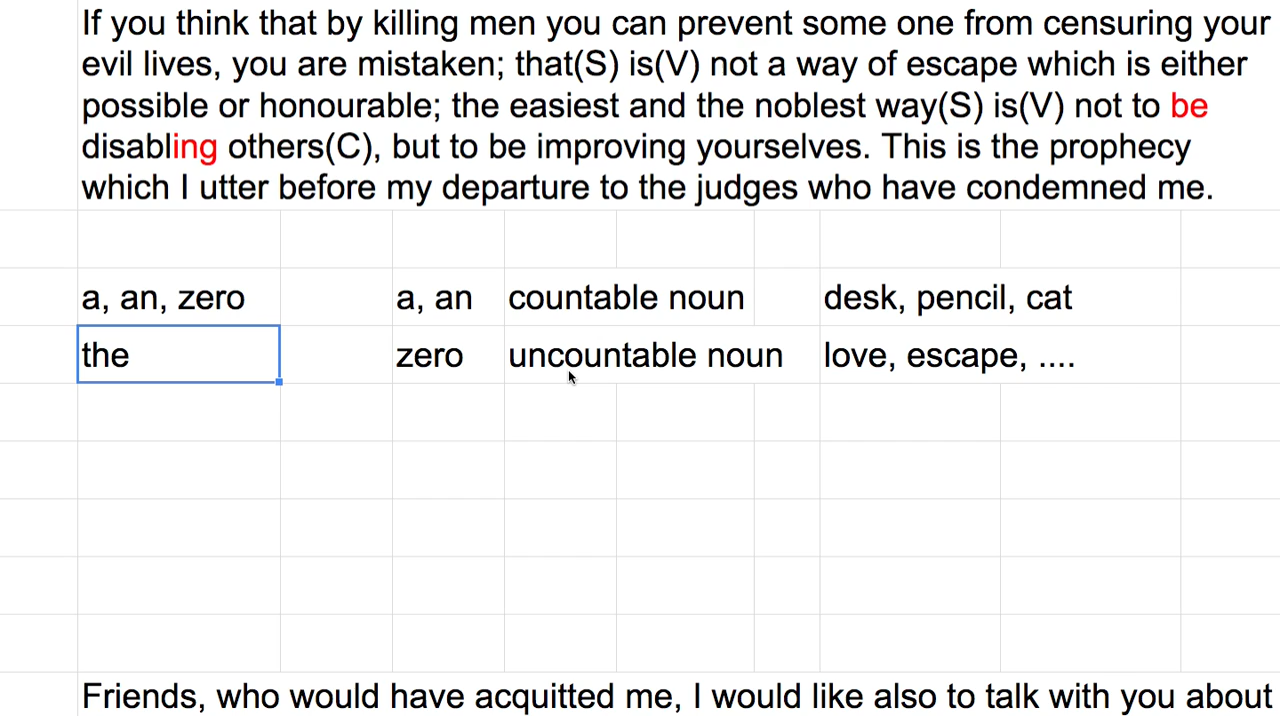 If you think that by killing men you can prevent some one from censuring your
evil lives, you are mistaken; that(S) is(V) not a way of escape which is either
possible or honourable; the easiest and the noblest way(S) is(V) not to be
disabling others(C), but to be improving yourselves. This is the prophecy
which I utter before my departure to the judges who have condemned me.
a, an, zero a, an countable noun desk, pencil, cat
the zero uncountable noun love, escape, ....
Friends, who would have acquitted me, I would like also to talk with you about